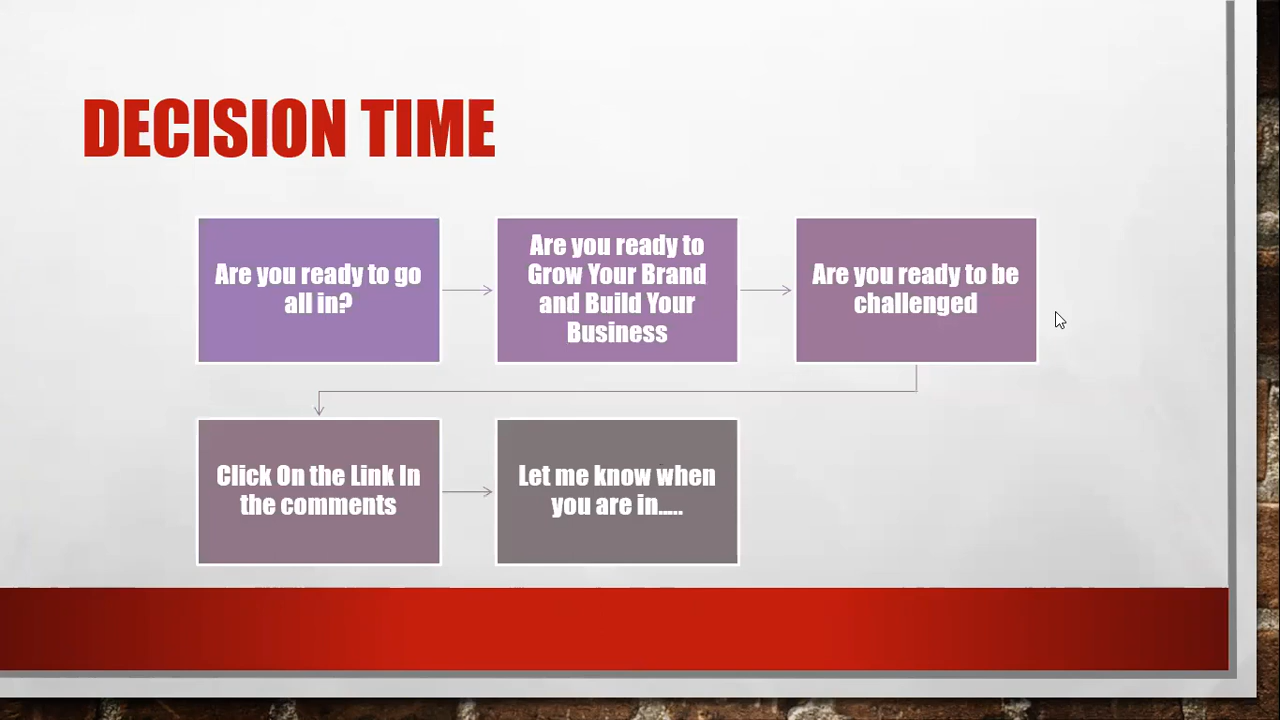 DECISION TIME
Are you ready to go
all in?
Are you ready to
Grow Your Brand
and Build Your
Business
Are you ready to be
challenged
Click On the Link In
the comments
Let me know when
you are in.....